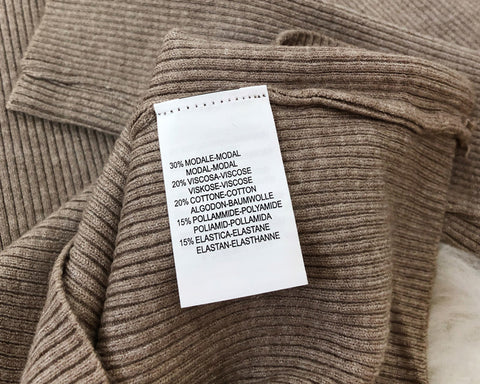 30% MODALE-MODAL
MODAL-MODAL
20% VISCOSA-VISCOSE
VISKOSE-VISCOSE
20% COTTONE-COTTON
ALGODON-BAUMWOLLE
15% POLLAMMIDE-POLYAMIDE
POLIAMID-POLLAMIDA
15% ELASTICA-ELASTANE
ELASTAN-ELASTHANNE